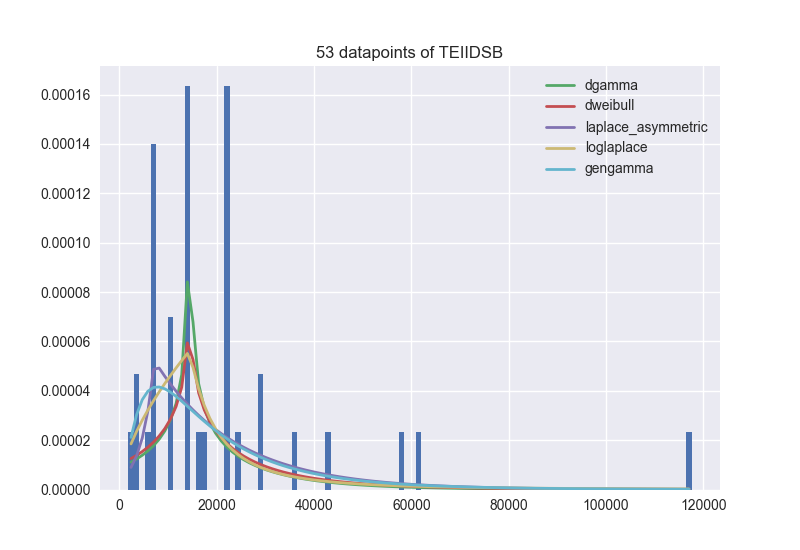 53 datapoints of TEIIDSB
dgamma
dweibull
laplace_asymmetric
loglaplace
gengamma
0.00016
0.00014
0.00012
0.00010
0.00008
0.00006
0.00004
0.00002
0.00000
0 20000 40000 60000 80000 100000 120000